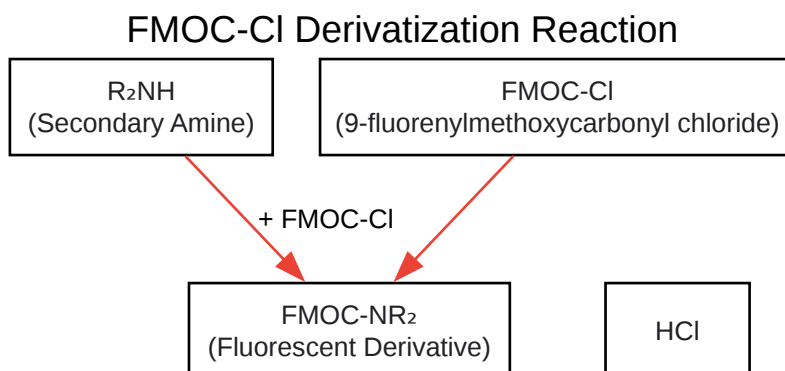 FMOC-Cl Derivatization Reaction
R₂NH
(Secondary Amine)
FMOC-Cl
(9-fluorenylmethoxycarbonyl chloride)
+ FMOC-Cl
FMOC-NR₂
(Fluorescent Derivative)
HCl